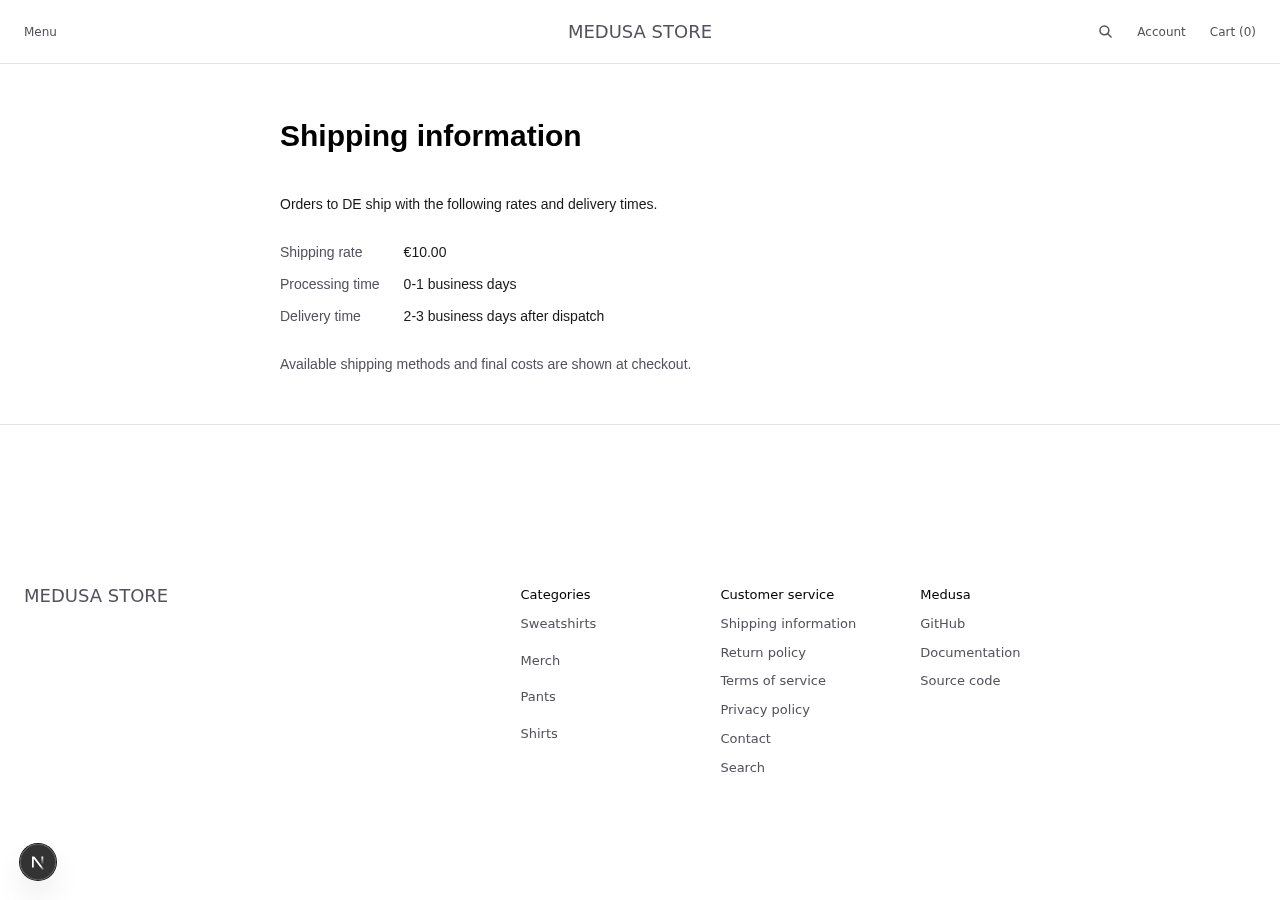 Menu
MEDUSA STORE
Account
Cart (0)
Shipping information
Orders to DE ship with the following rates and delivery times.
Shipping rate €10.00
Processing time 0-1 business days
Delivery time 2-3 business days after dispatch
Available shipping methods and final costs are shown at checkout.
MEDUSA STORE
Categories
Sweatshirts
Merch
Pants
Shirts
Customer service
Shipping information
Return policy
Terms of service
Privacy policy
Contact
Search
Medusa
GitHub
Documentation
Source code
N